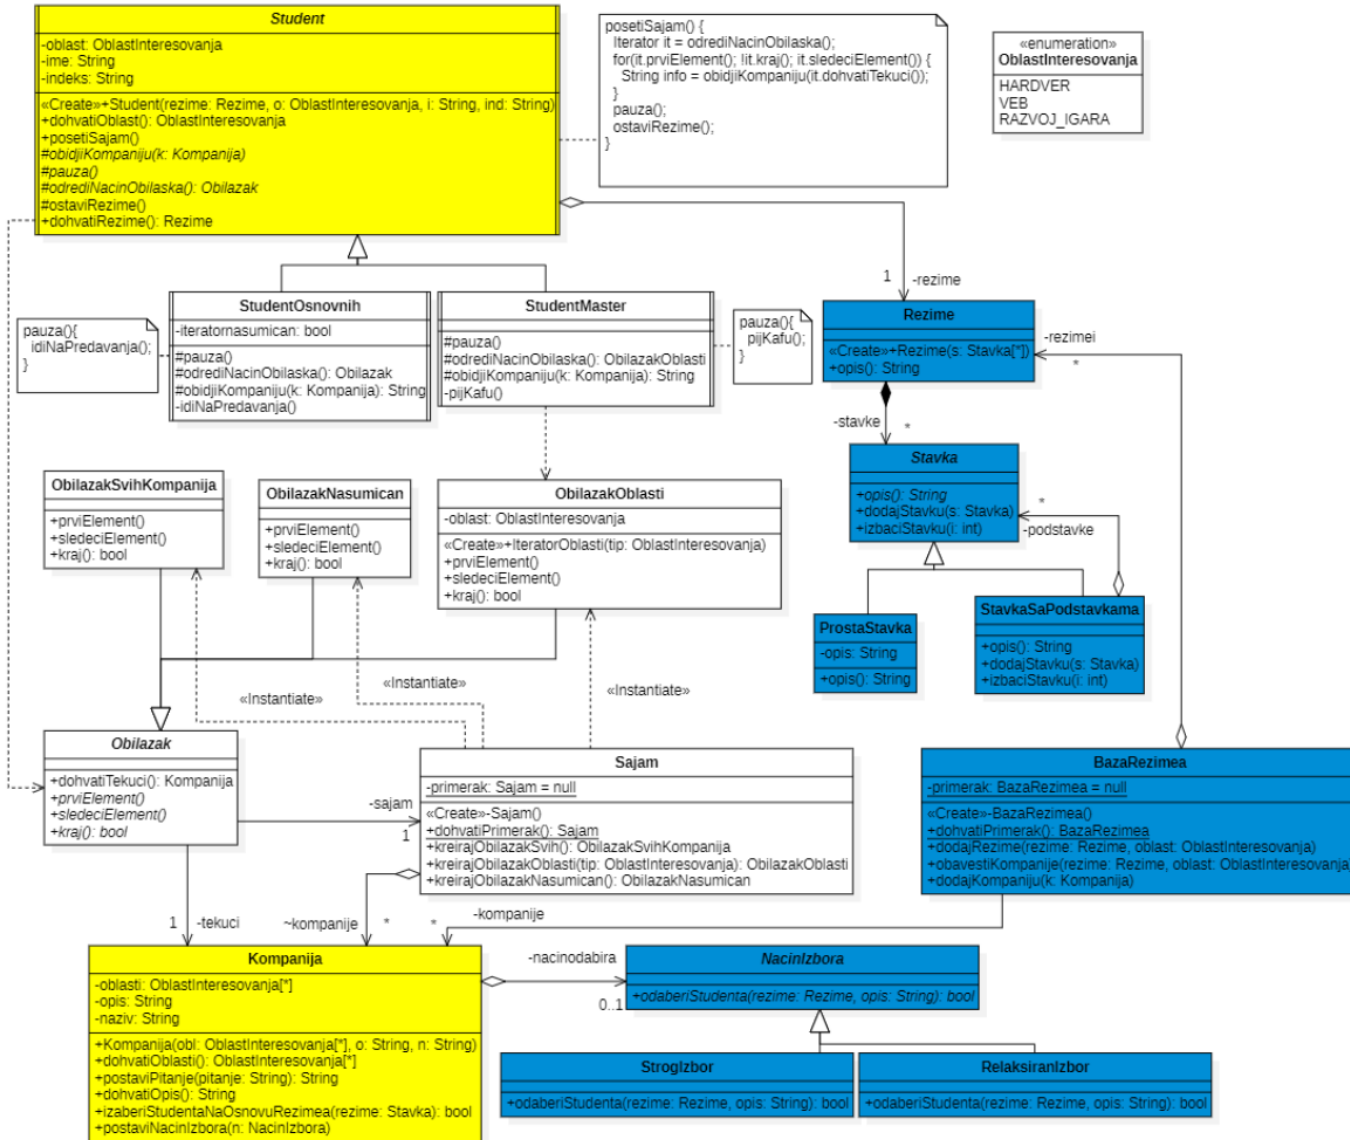 Student
-oblast: OblastInteresovanja
-ime: String
-indeks: String
«Create»+Student(rezime: Rezime, o: OblastInteresovanja, i: String, ind: String)
+dohvatiOblast(): OblastInteresovanja
+posetiSajam()
#obidjiKompaniju(k: Kompanija)
#pauza()
#odrediNacinObilaska(): Obilazak
#ostaviRezime()
+dohvatiRezime(): Rezime
posetiSajam() {
Iterator it = odrediNacinObilaska();
for(it.prviElement(); !it.kraj(); it.sledeciElement()) {
String info = obidjiKompaniju(it.dohvatiTekuci());
}
pauza();
ostaviRezime();
}
«enumeration»
OblastInteresovanja
HARDVER
VEB
RAZVOJ_IGARA
1
-rezime
pauza(){
idiNaPredavanja();
}
StudentOsnovnih
-iteratornasumican: bool
#pauza()
#odrediNacinObilaska(): Obilazak
#obidjiKompaniju(k: Kompanija): String
-idiNaPredavanja()
StudentMaster
#pauza()
#odrediNacinObilaska(): ObilazakOblasti
#obidjiKompaniju(k: Kompanija): String
-pijKafu()
pauza(){
pijKafu();
}
Rezime
«Create»+Rezime(s: Stavka[*])
+opis(): String
-rezimei
*
-stavke
*
Stavka
+opis(): String
+dodajStavku(s: Stavka)
+izbaciStavku(i: int)
*
-podstavke
ObilazakSvihKompanija
+prviElement()
+sledeciElement()
+kraj(): bool
ObilazakNasumican
+prviElement()
+sledeciElement()
+kraj(): bool
ObilazakOblasti
-oblast: OblastInteresovanja
«Create»+IteratorOblasti(tip: OblastInteresovanja)
+prviElement()
+sledeciElement()
+kraj(): bool
ProstaStavka
-opis: String
+opis(): String
StavkaSaPodstavkama
+opis(): String
+dodajStavku(s: Stavka)
+izbaciStavku(i: int)
«Instantiate»
«Instantiate»
«Instantiate»
Obilazak
+dohvatiTekuci(): Kompanija
+prviElement()
+sledeciElement()
+kraj(): bool
-sajam
1
Sajam
-primerak: Sajam = null
«Create»-Sajam()
+dohvatiPrimerak(): Sajam
+kreirajObilazakSvih(): ObilazakSvihKompanija
+kreirajObilazakOblasti(tip: OblastInteresovanja): ObilazakOblasti
+kreirajObilazakNasumican(): ObilazakNasumican
BazaRezimea
-primerak: BazaRezimea = null
«Create»-BazaRezimea()
+dohvatiPrimerak(): BazaRezimea
+dodajRezime(rezime: Rezime, oblast: OblastInteresovanja)
+obavestiKompanije(rezime: Rezime, oblast: OblastInteresovanja
+dodajKompaniju(k: Kompanija)
1
-tekuci
~kompanije
*
*
-kompanije
Kompanija
-oblasti: OblastInteresovanja[*]
-opis: String
-naziv: String
+Kompanija(obl: OblastInteresovanja[*], o: String, n: String)
+dohvatiOblasti(): OblastInteresovanja[*]
+postaviPitanje(pitanje: String): String
+dohvatiOpis(): String
+izaberiStudentaNaOsnovuRezimea(rezime: Stavka): bool
+postaviNacinIzbora(n: NacinIzbora)
-nacinodabira
0..1
NacinIzbora
+odaberiStudenta(rezime: Rezime, opis: String): bool
StrogIzbor
+odaberiStudenta(rezime: Rezime, opis: String): bool
RelaksiranIzbor
+odaberiStudenta(rezime: Rezime, opis: String): bool